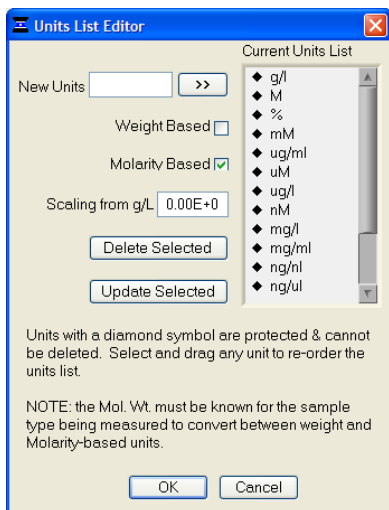 Units List Editor
Current Units List
New Units
>>
Weight Based
Molarity Based
Scaling from g/L 0.00E+0
Delete Selected
Update Selected
◆ g/l
◆ M
◆ %
◆ mM
◆ ug/ml
◆ uM
◆ ug/l
◆ nM
◆ mg/l
◆ mg/ml
◆ ng/nl
◆ ng/ul
Units with a diamond symbol are protected & cannot
be deleted. Select and drag any unit to re-order the
units list.
NOTE: the Mol. Wt. must be known for the sample
type being measured to convert between weight and
Molarity-based units.
OK
Cancel